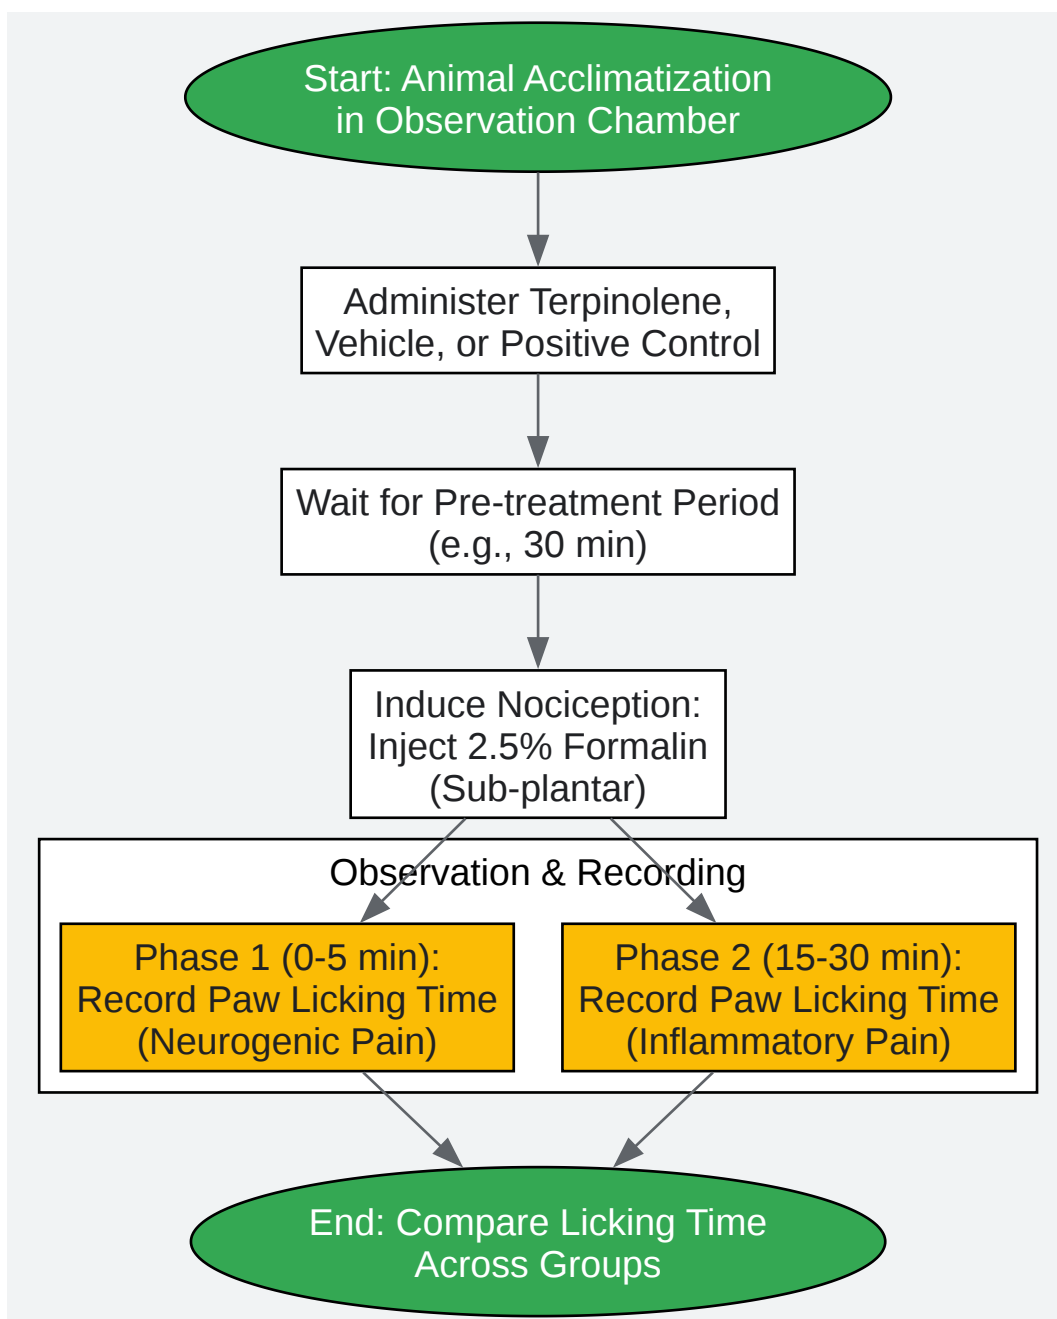 Start: Animal Acclimatization
in Observation Chamber
Administer Terpinolene,
Vehicle, or Positive Control
Wait for Pre-treatment Period
(e.g., 30 min)
Induce Nociception:
Inject 2.5% Formalin
(Sub-plantar)
Observation & Recording
Phase 1 (0-5 min):
Record Paw Licking Time
(Neurogenic Pain)
Phase 2 (15-30 min):
Record Paw Licking Time
(Inflammatory Pain)
End: Compare Licking Time
Across Groups